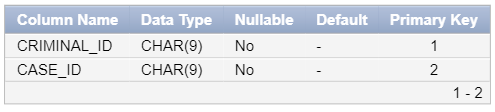 Column Name Data Type Nullable Default Primary Key
CRIMINAL_ID CHAR(9) No - 1
CASE_ID CHAR(9) No - 2
1 - 2